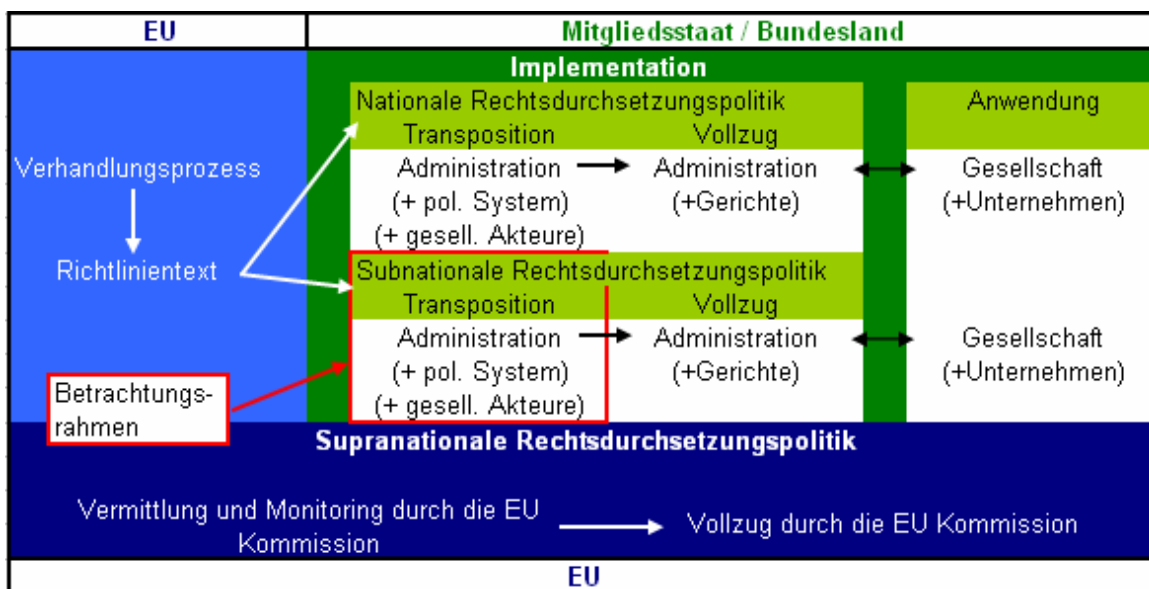 EU
Mitgliedsstaat / Bundesland
Implementation
Nationale Rechtsdurchsetzungspolitik
Anwendung
Transposition
Vollzug
Verhandlungsprozess
Administration
Administration
Gesellschaft
(+ pol. System)
(+Gerichte)
(+Unternehmen)
(+ gesell. Akteure)
Richtlinientext
Subnationale Rechtsdurchsetzungspolitik
Transposition
Vollzug
Administration
Administration
Gesellschaft
(+ pol. System)
(+Gerichte)
(+Unternehmen)
(+ gesell. Akteure)
Betrachtungs-
rahmen
Supranationale Rechtsdurchsetzungspolitik
Vermittlung und Monitoring durch die EU
Kommission
Vollzug durch die EU Kommission
EU